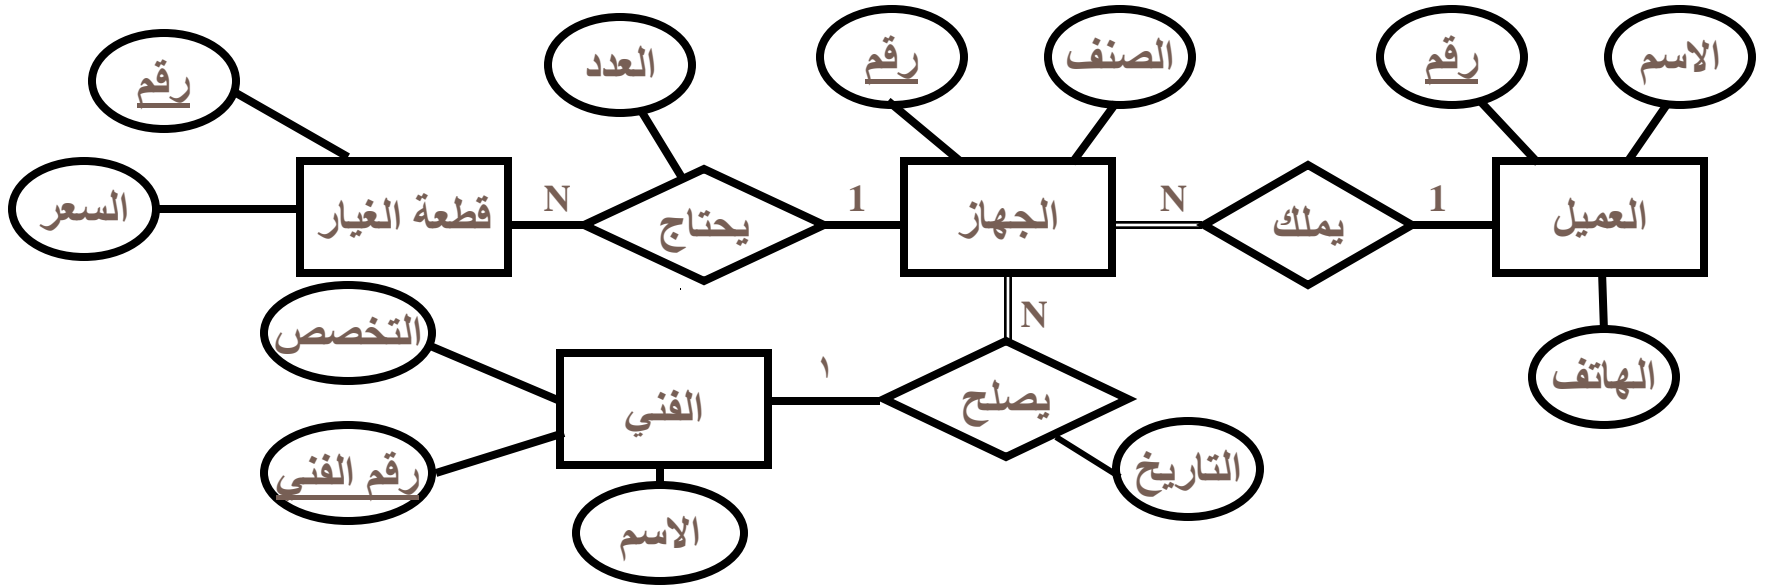 الاسم
رقم
الصنف
رقم
العدد
رقم
العميل
1
يملك
N
الجهاز
1
يحتاج
N
قطعة الغيار
السعر
N
الهاتف
يصلح
١
الفني
التخصص
التاريخ
رقم الفني
الاسم